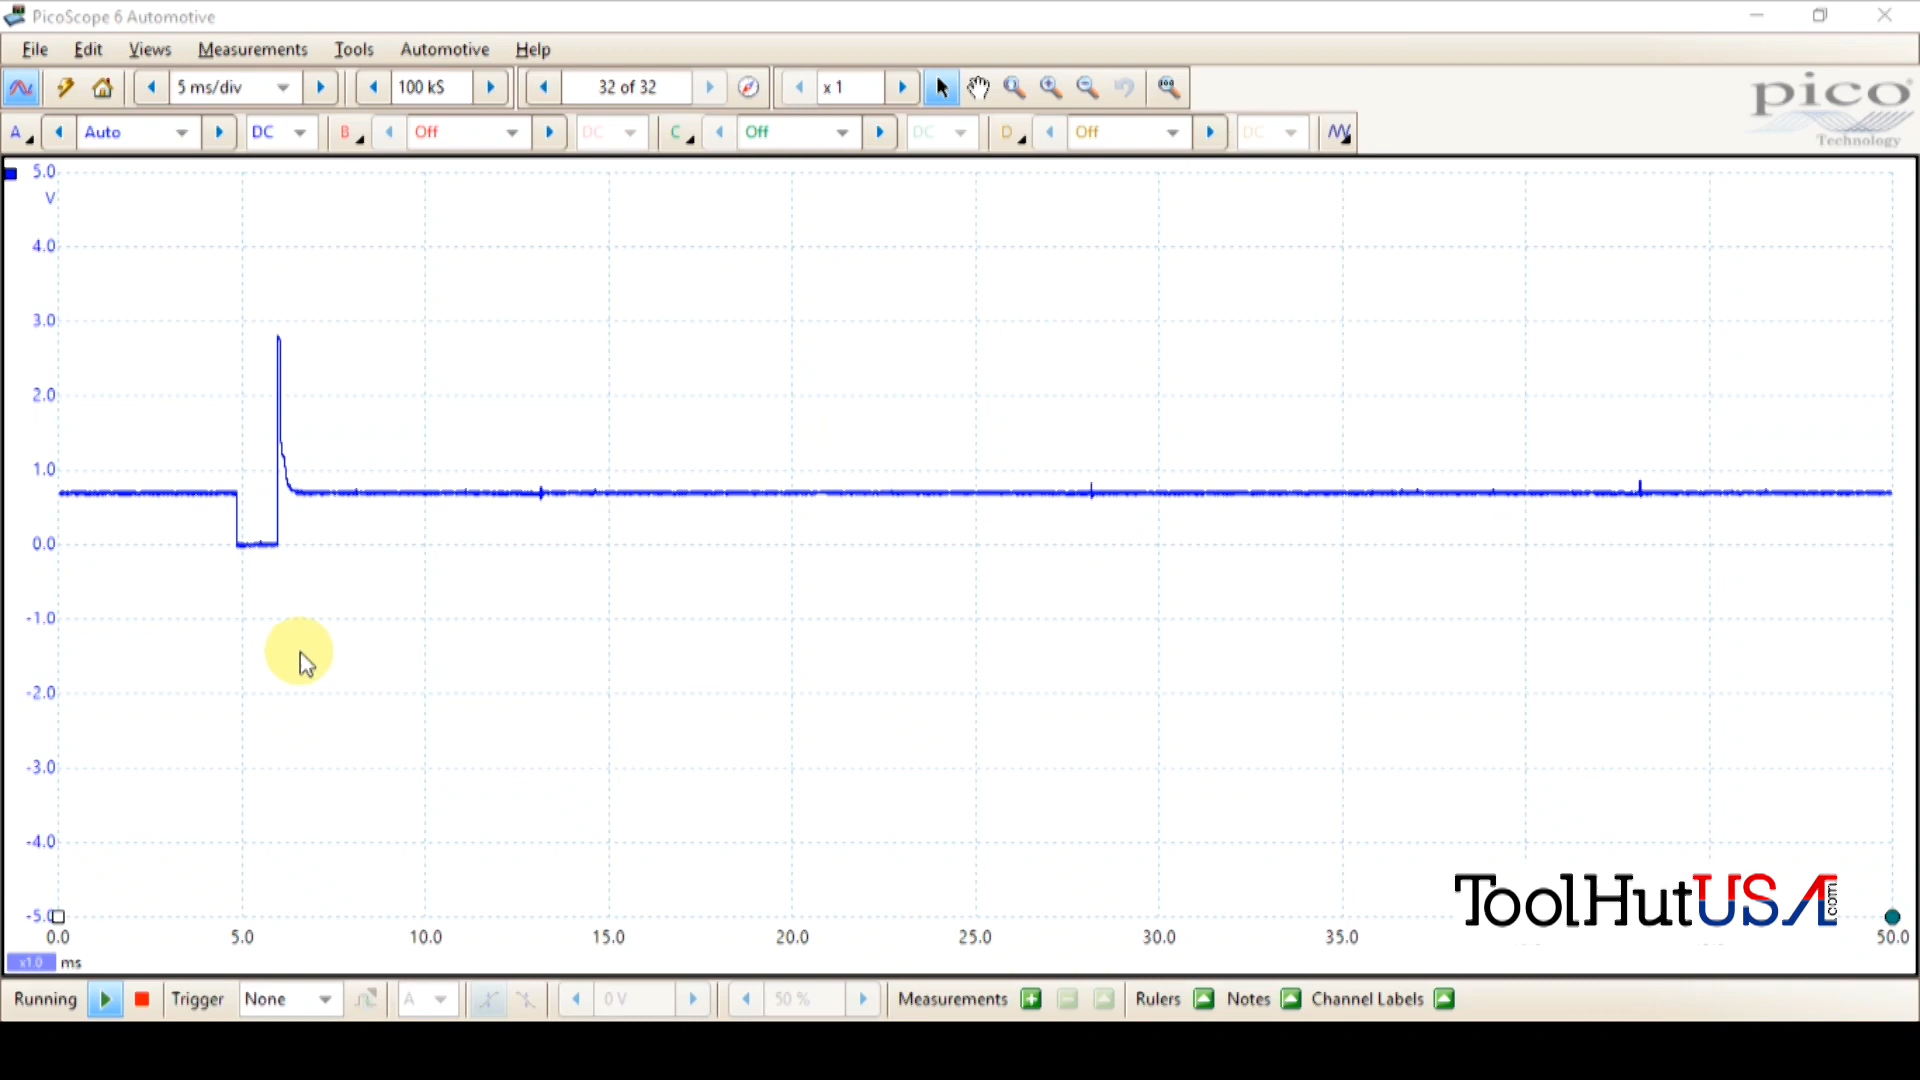 PicoScope 6 Automotive
File Edit Views Measurements Tools Automotive Help
5 ms/div 100 kS 32 of 32 x 1
A Auto DC B Off DC C Off DC D Off DC
pico
Technology
5.0
V
4.0
3.0
2.0
1.0
0.0
-1.0
-2.0
-3.0
-4.0
-5.0
ToolHutUSA.com
0.0 5.0 10.0 15.0 20.0 25.0 30.0 35.0 50.0
x1.0 ms
Running Trigger None A 0 V 50 % Measurements Rulers Notes Channel Labels